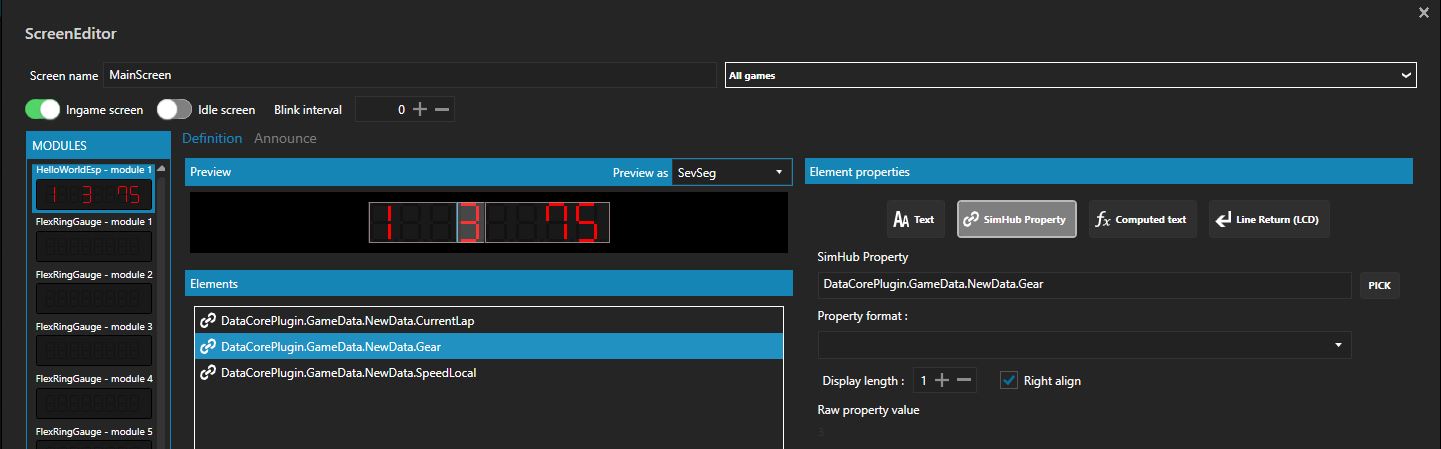 ScreenEditor
Screen name MainScreen All games
Ingame screen Idle screen Blink interval 0
MODULES
Definition Announce
HelloWorldEsp - module 1
1 3 75
FlexRingGauge - module 1
FlexRingGauge - module 2
FlexRingGauge - module 3
FlexRingGauge - module 4
FlexRingGauge - module 5
Preview Preview as SevSeg
1 3 75
Elements
DataCorePlugin.GameData.NewData.CurrentLap
DataCorePlugin.GameData.NewData.Gear
DataCorePlugin.GameData.NewData.SpeedLocal
Element properties
AA Text SimHub Property fx Computed text Line Return (LCD)
SimHub Property
DataCorePlugin.GameData.NewData.Gear PICK
Property format :
Display length : 1 Right align
Raw property value
3